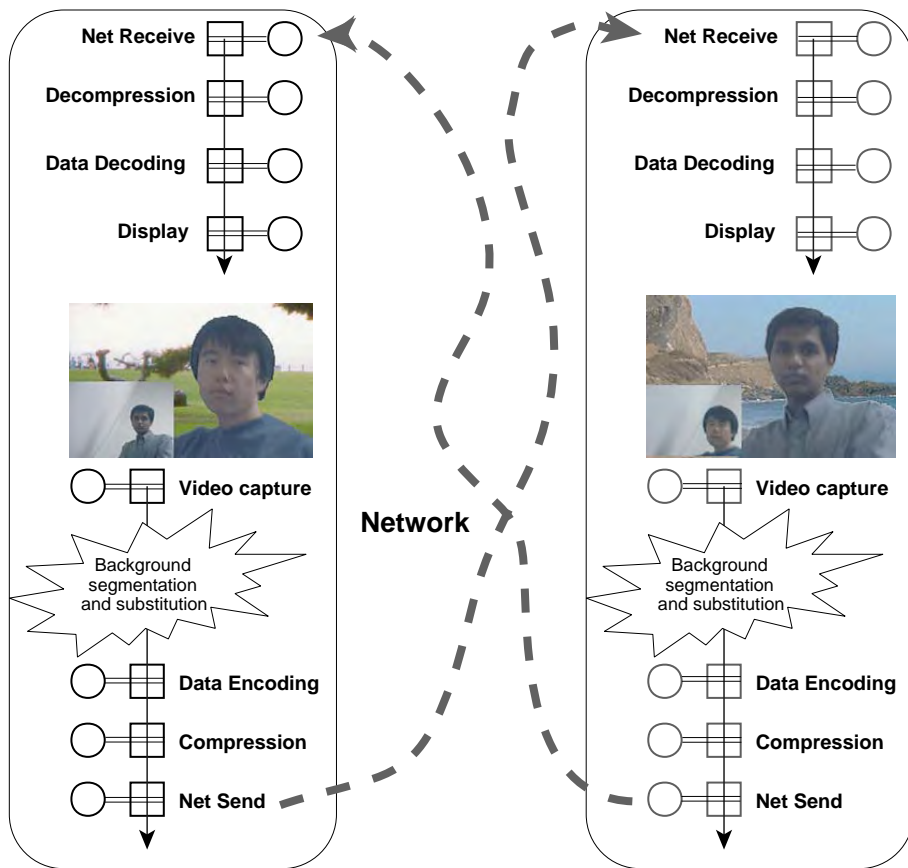 Net Receive
Decompression
Data Decoding
Display
Video capture
Background
segmentation
and substitution
Data Encoding
Compression
Net Send
Network
Net Receive
Decompression
Data Decoding
Display
Video capture
Background
segmentation
and substitution
Data Encoding
Compression
Net Send